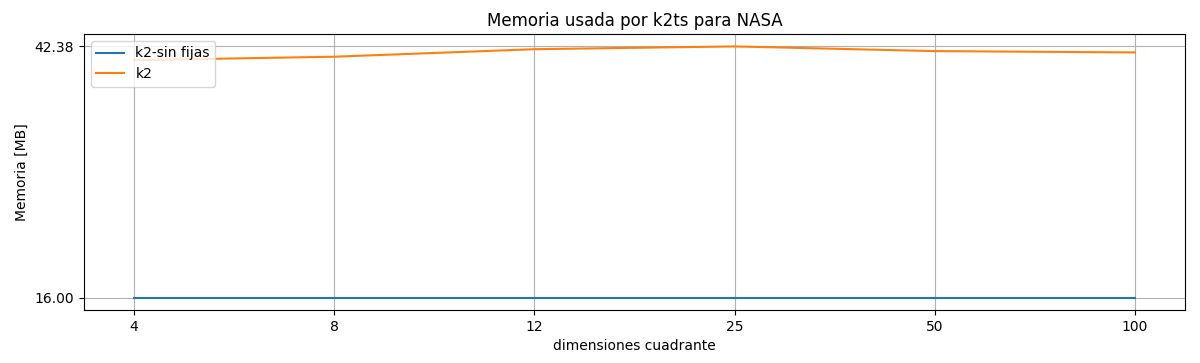 Memoria usada por k2ts para NASA
42.38
k2-sin fijas
k2
Memoria [MB]
16.00
4 8 12 25 50 100
dimensiones cuadrante